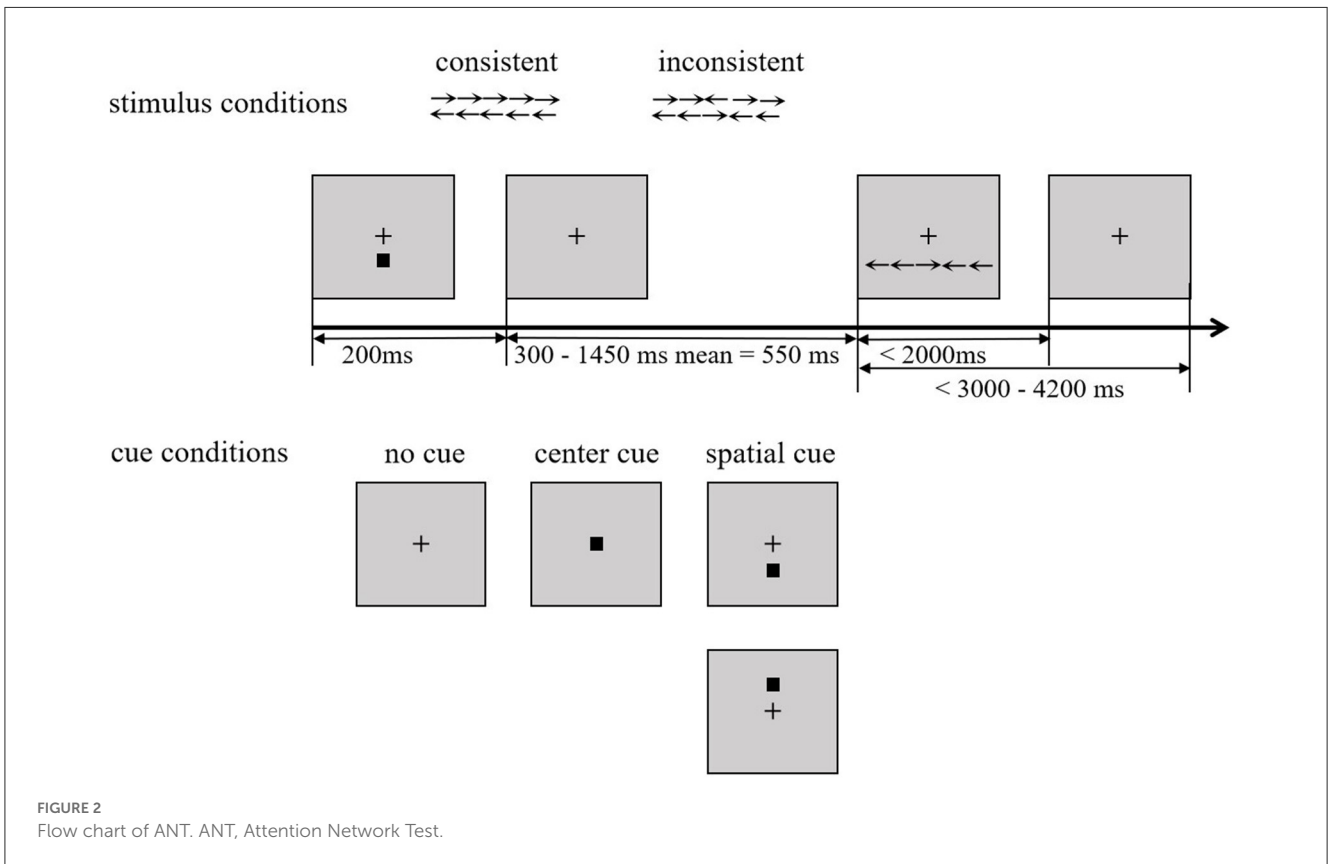 consistent inconsistent
stimulus conditions
200ms 300 - 1450 ms mean = 550 ms < 2000ms
< 3000 - 4200 ms
cue conditions no cue center cue spatial cue
FIGURE 2
Flow chart of ANT. ANT, Attention Network Test.